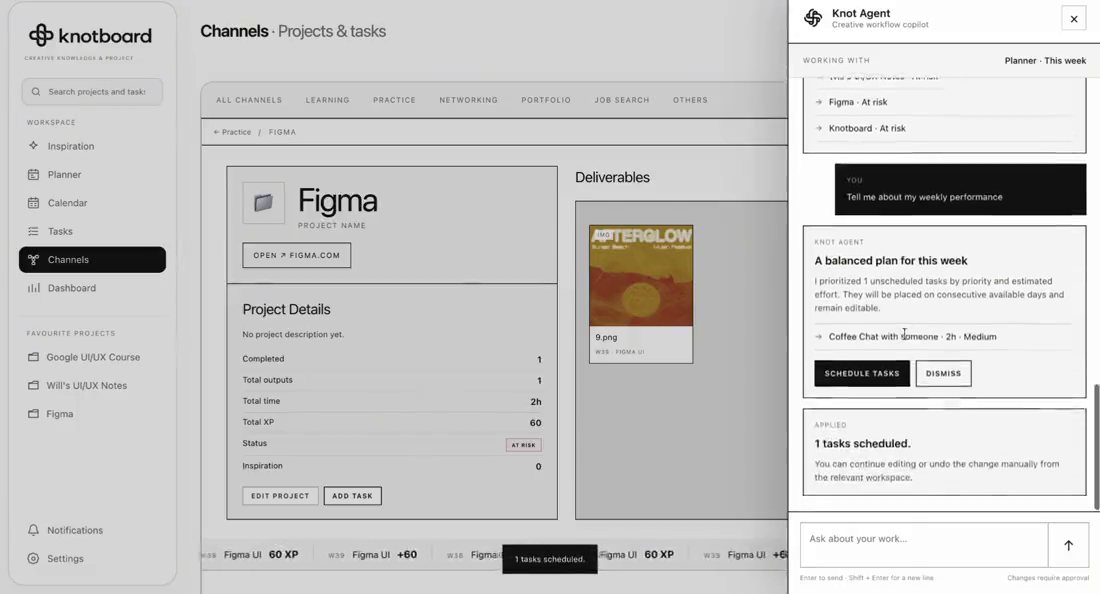 knotboard
CREATIVE KNOWLEDGE & PROJECT
Search projects and tasks
WORKSPACE
Inspiration
Planner
Calendar
Tasks
Channels
Dashboard
FAVOURITE PROJECTS
Google UI/UX Course
Will's UI/UX Notes
Figma
Notifications
Settings
Channels · Projects & tasks
ALL CHANNELS
LEARNING
PRACTICE
NETWORKING
PORTFOLIO
JOB SEARCH
OTHERS
← Practice / FIGMA
Figma
PROJECT NAME
OPEN ↗ FIGMA.COM
Project Details
No project description yet.
Completed 1
Total outputs 1
Total time 2h
Total XP 60
Status AT RISK
Inspiration 0
EDIT PROJECT
ADD TASK
Deliverables
IMG
AFTERGLOW
Music Festival
9.png
W39 · FIGMA UI
Figma UI 60 XP
W39 Figma UI +60
W38 Figma
Figma UI 60 XP
Figma UI
1 tasks scheduled.
Knot Agent
Creative workflow copilot
WORKING WITH
Planner · This week
→ Figma · At risk
→ Knotboard · At risk
YOU
Tell me about my weekly performance
KNOT AGENT
A balanced plan for this week
I prioritized 1 unscheduled tasks by priority and estimated
effort. They will be placed on consecutive available days and
remain editable.
→ Coffee Chat with someone · 2h · Medium
SCHEDULE TASKS
DISMISS
APPLIED
1 tasks scheduled.
You can continue editing or undo the change manually from
the relevant workspace.
Ask about your work...
Enter to send · Shift + Enter for a new line
Changes require approval